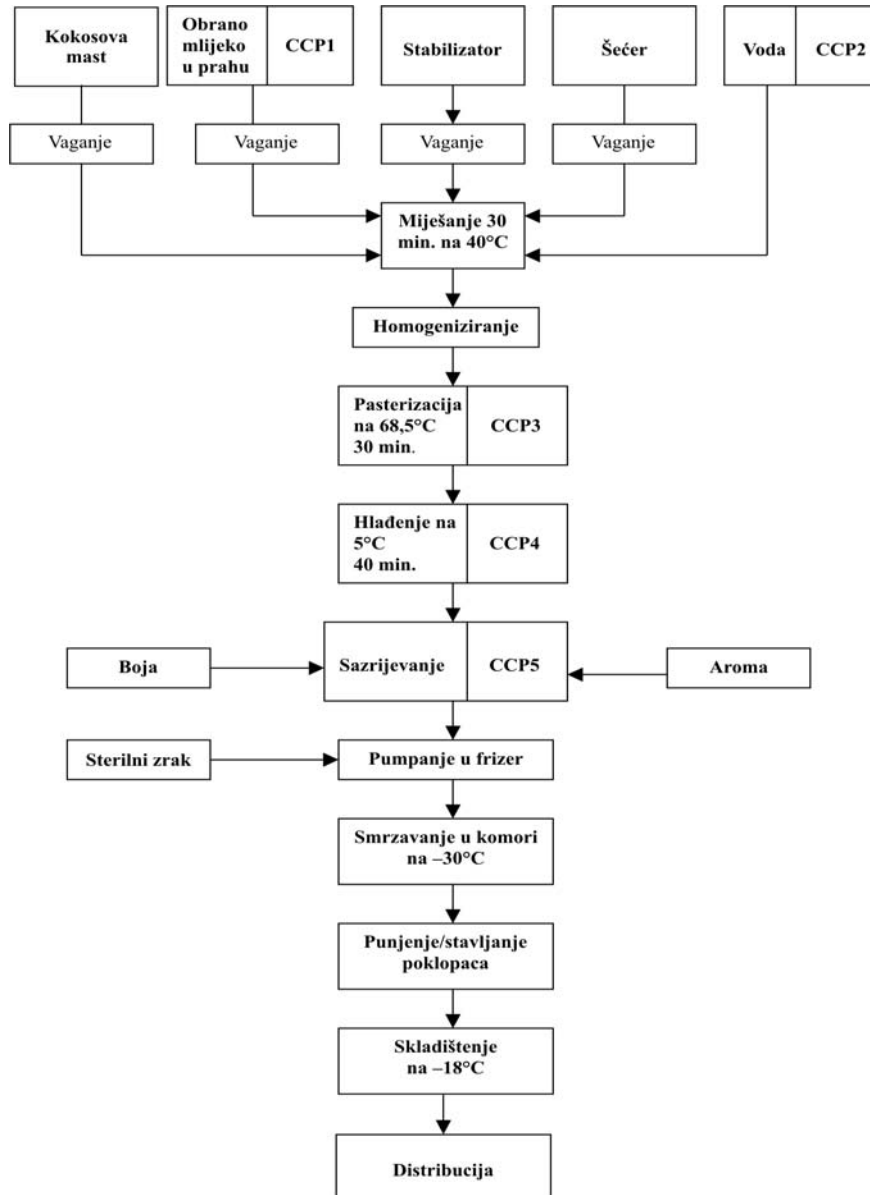 Kokosova
mast
Obrano
mlijeko
u prahu
CCP1
Stabilizator
Šećer
Voda
CCP2
Vaganje
Vaganje
Vaganje
Vaganje
Miješanje 30
min. na 40°C
Homogeniziranje
Pasterizacija
na 68,5°C
30 min.
CCP3
Hlađenje na
5°C
40 min.
CCP4
Boja
Sazrijevanje
CCP5
Aroma
Sterilni zrak
Pumpanje u frizer
Smrzavanje u komori
na –30°C
Punjenje/stavljanje
poklopaca
Skladištenje
na –18°C
Distribucija